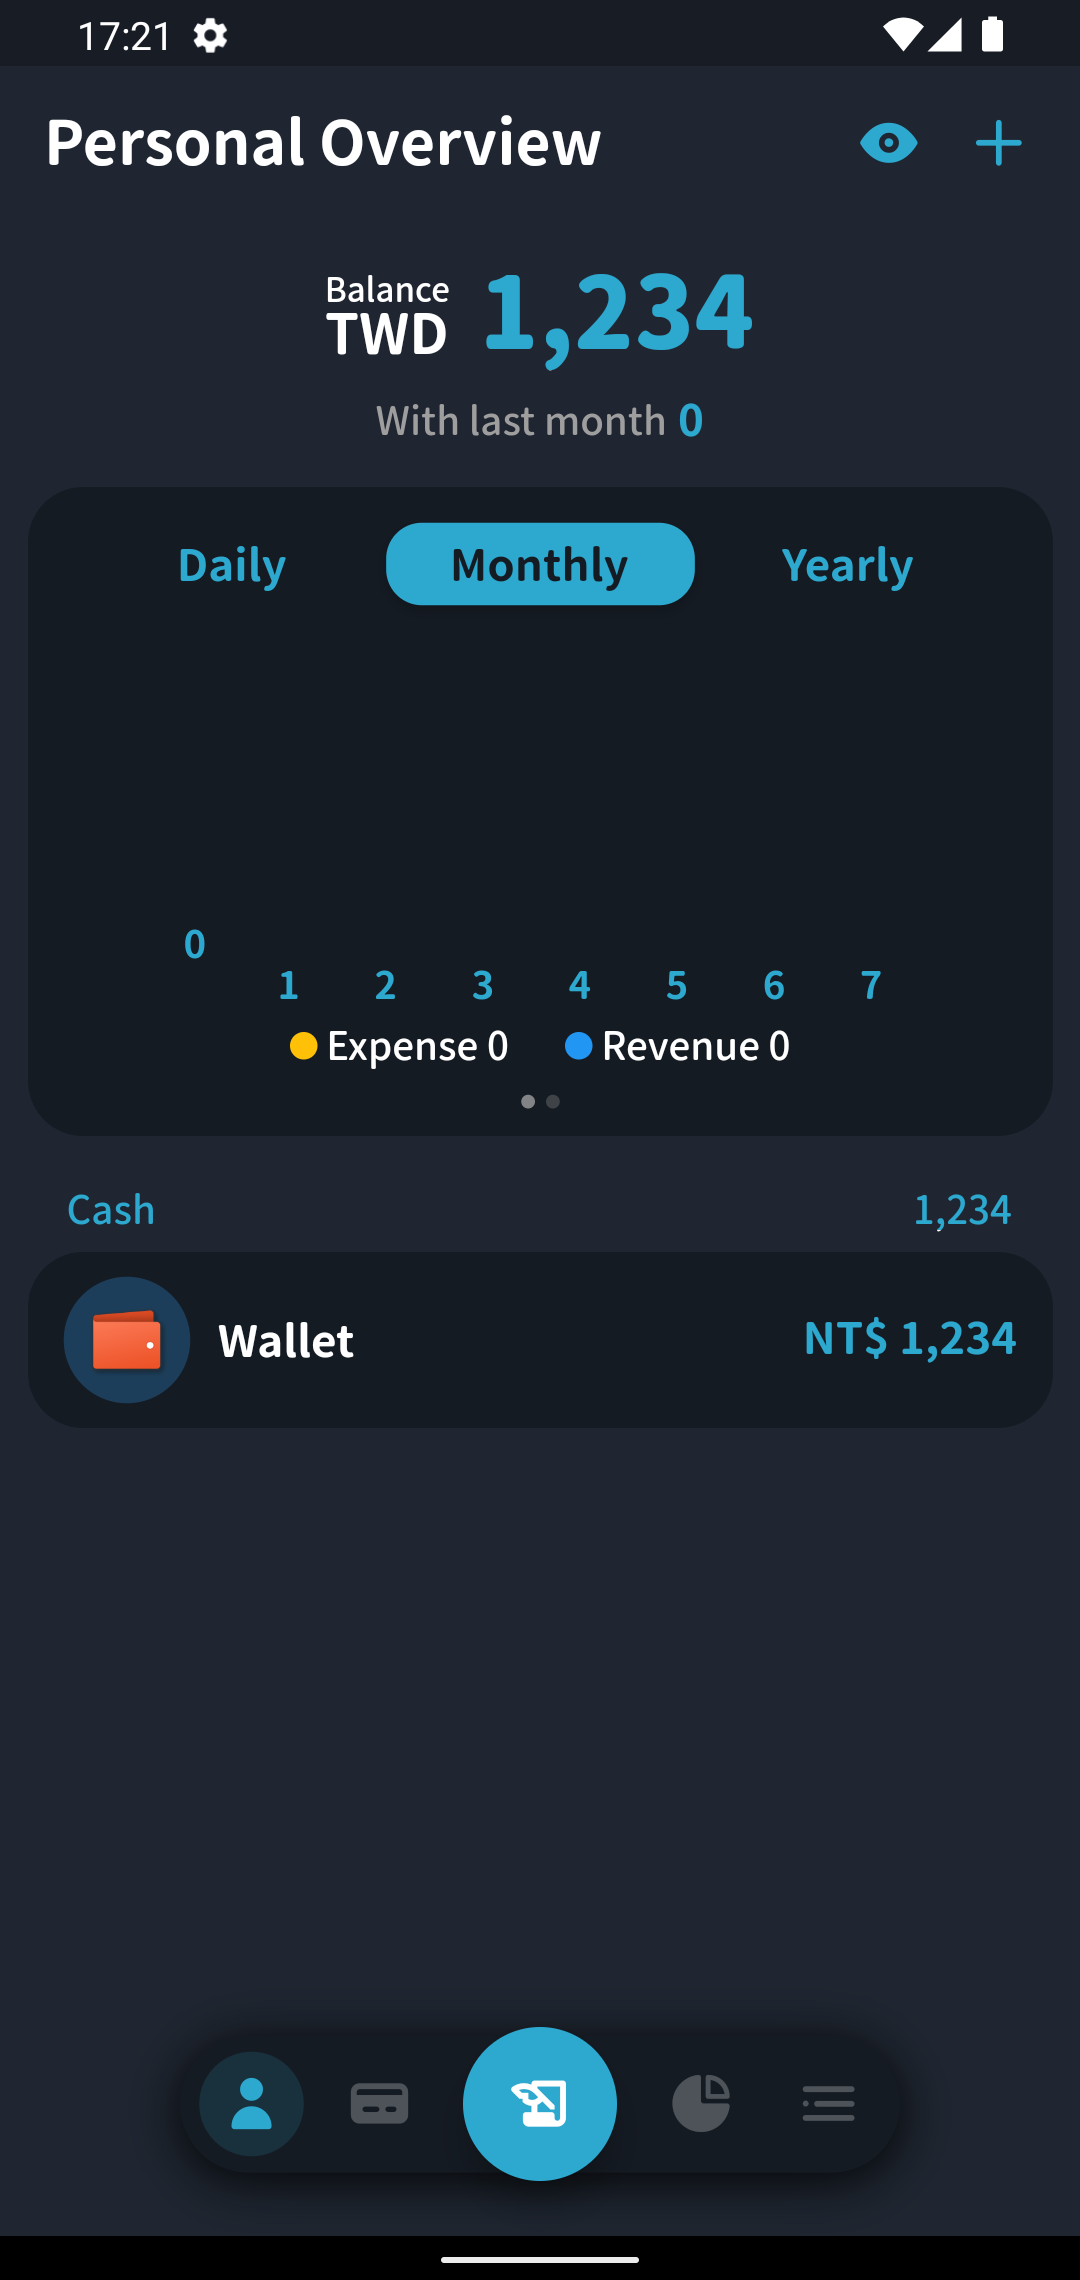 17:21
Personal Overview
Balance
TWD 1,234
With last month 0
Daily Monthly Yearly
0
1 2 3 4 5 6 7
Expense 0 Revenue 0
Cash 1,234
Wallet NT$ 1,234